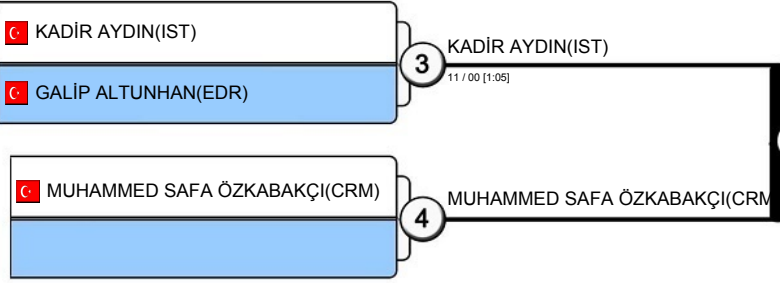 KADİR AYDIN(IST)
GALİP ALTUNHAN(EDR)
3
KADİR AYDIN(IST)
11 / 00 [1:05]
MUHAMMED SAFA ÖZKABAKÇI(CRM)
4
MUHAMMED SAFA ÖZKABAKÇI(CRM